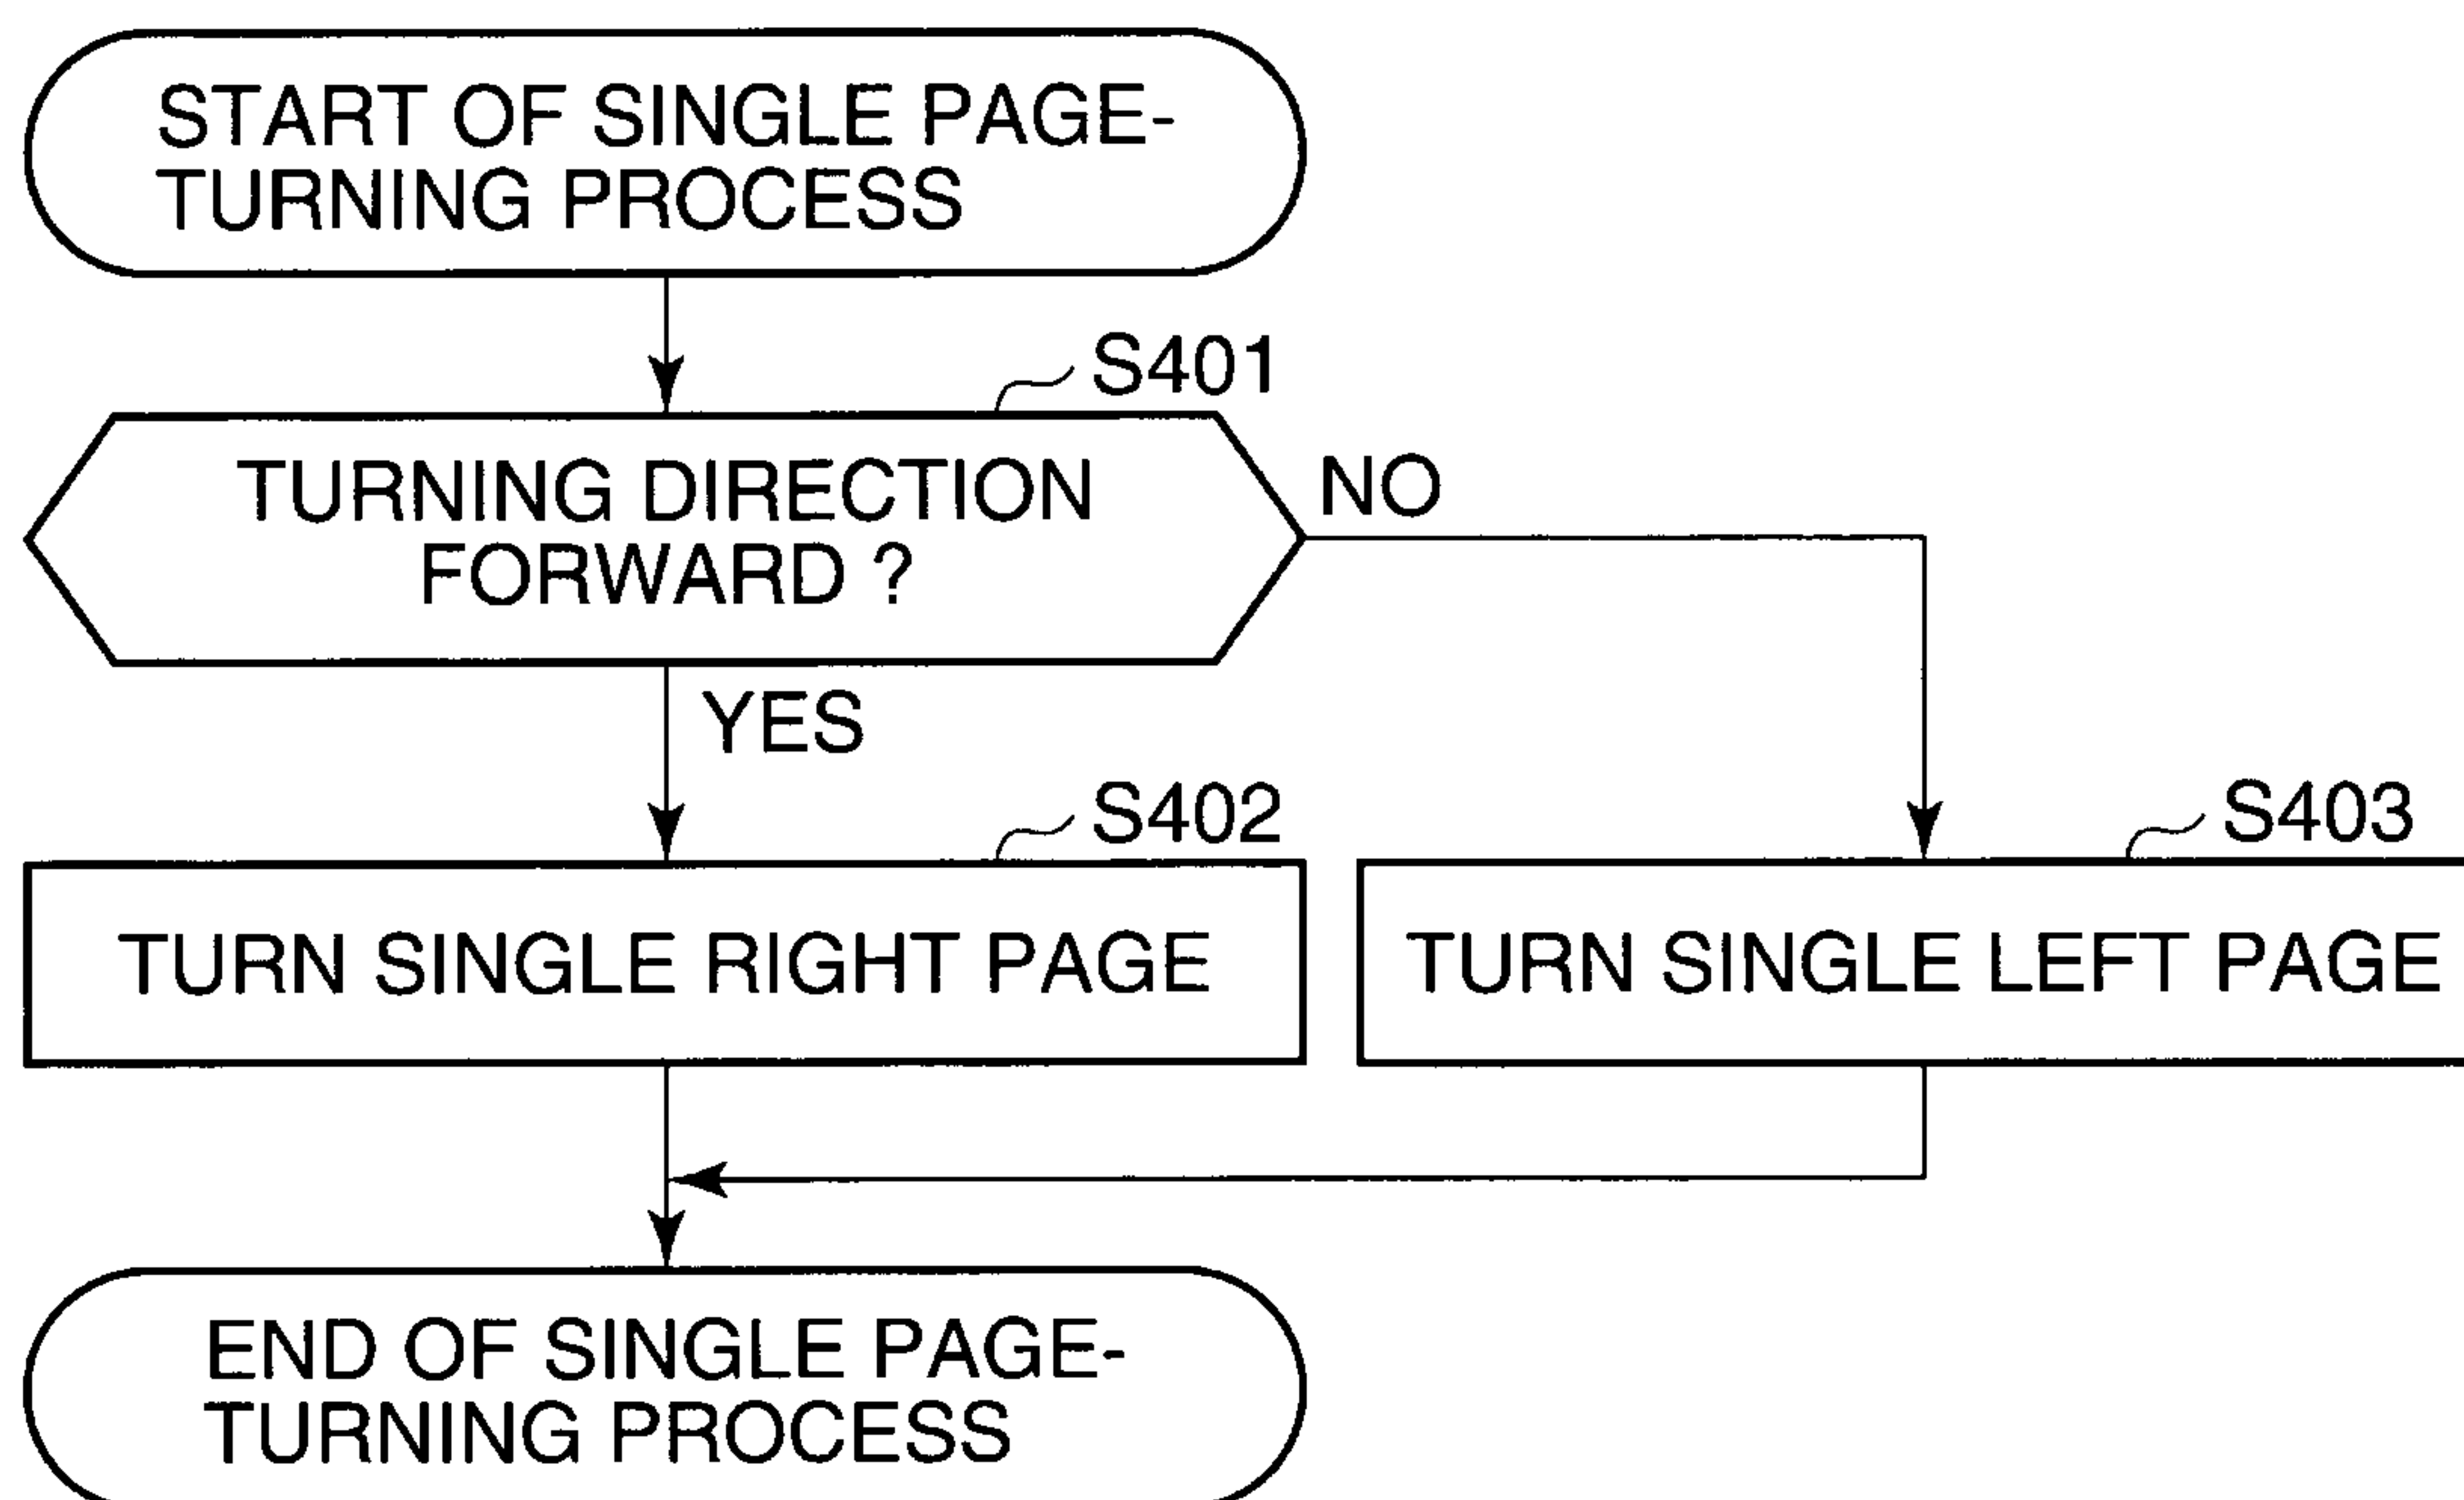 START OF SINGLE PAGE-
TURNING PROCESS
S401
TURNING DIRECTION
FORWARD ?
NO
YES
S402
S403
TURN SINGLE RIGHT PAGE
TURN SINGLE LEFT PAGE
END OF SINGLE PAGE-
TURNING PROCESS